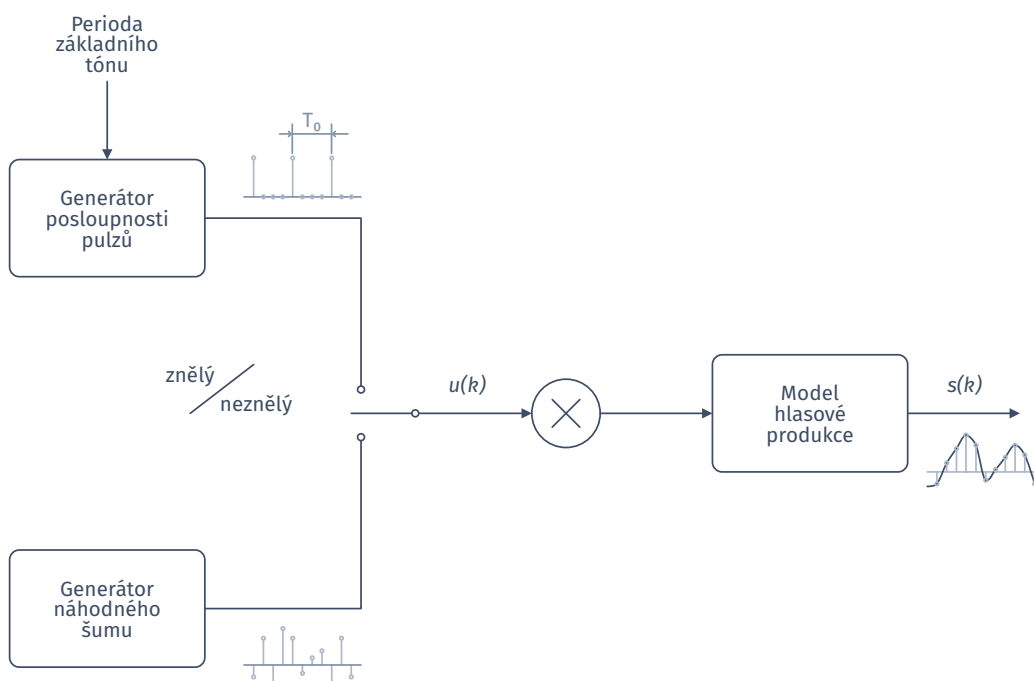 Perioda
základního
tónu
T₀
Generátor
posloupnosti
pulzů
znělý
neznělý
u(k)
Model
hlasové
produkce
s(k)
Generátor
náhodného
šumu